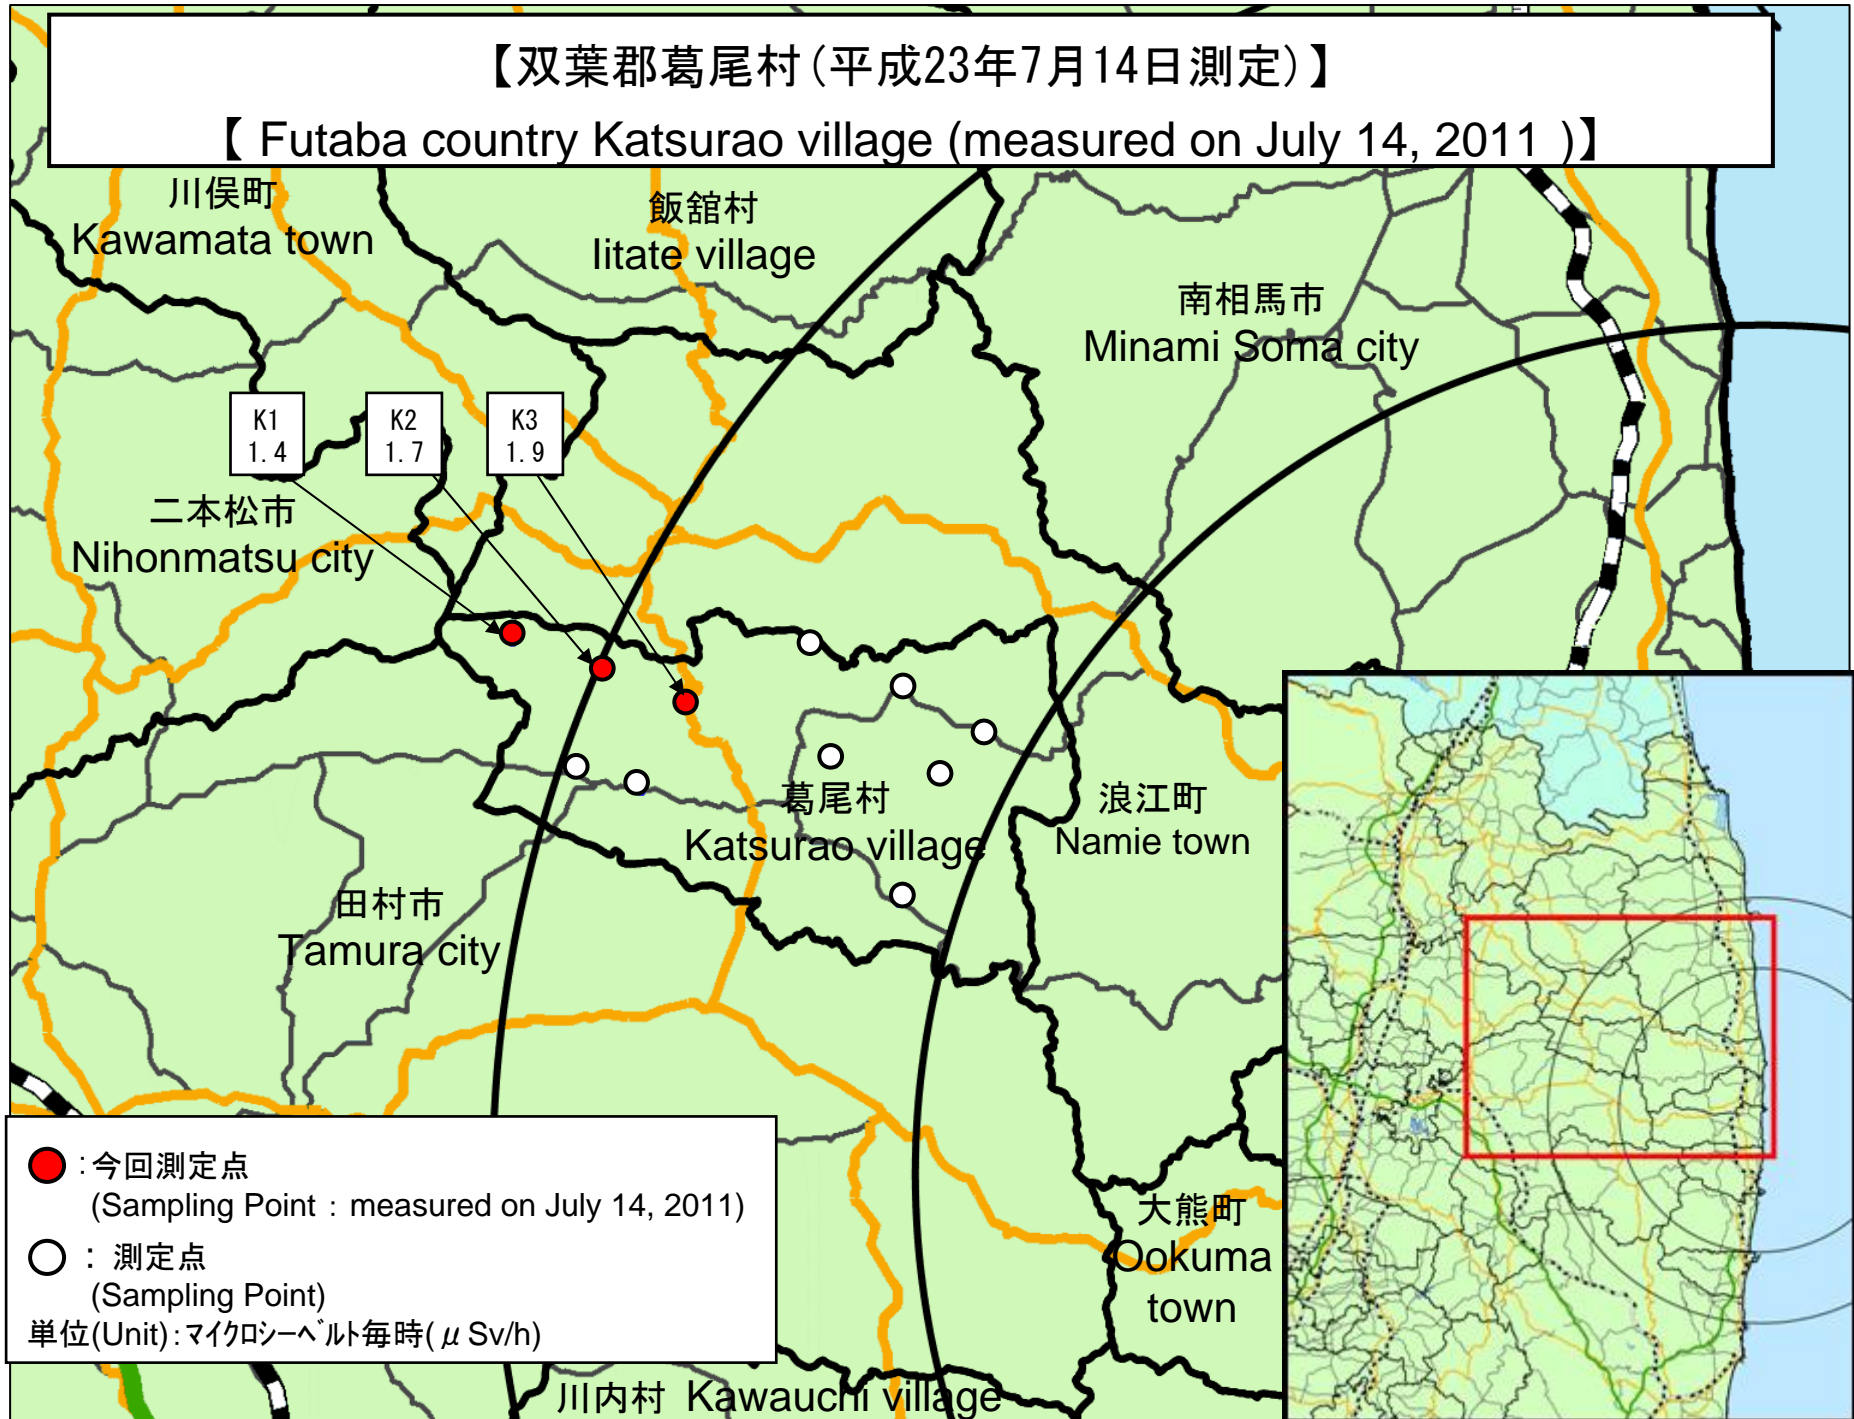 【双葉郡葛尾村(平成23年7月14日測定)】
【 Futaba country Katsurao village (measured on July 14, 2011 )】
川俣町
Kawamata town
飯舘村
Iitate village
南相馬市
Minami Soma city
K1
1.4
K2
1.7
K3
1.9
二本松市
Nihonmatsu city
葛尾村
Katsurao village
浪江町
Namie town
田村市
Tamura city
大熊町
Ookuma
town
川内村 Kawauchi village
:今回測定点
(Sampling Point : measured on July 14, 2011)
: 測定点
(Sampling Point)
単位(Unit):マイクロシーベルト毎時(μSv/h)